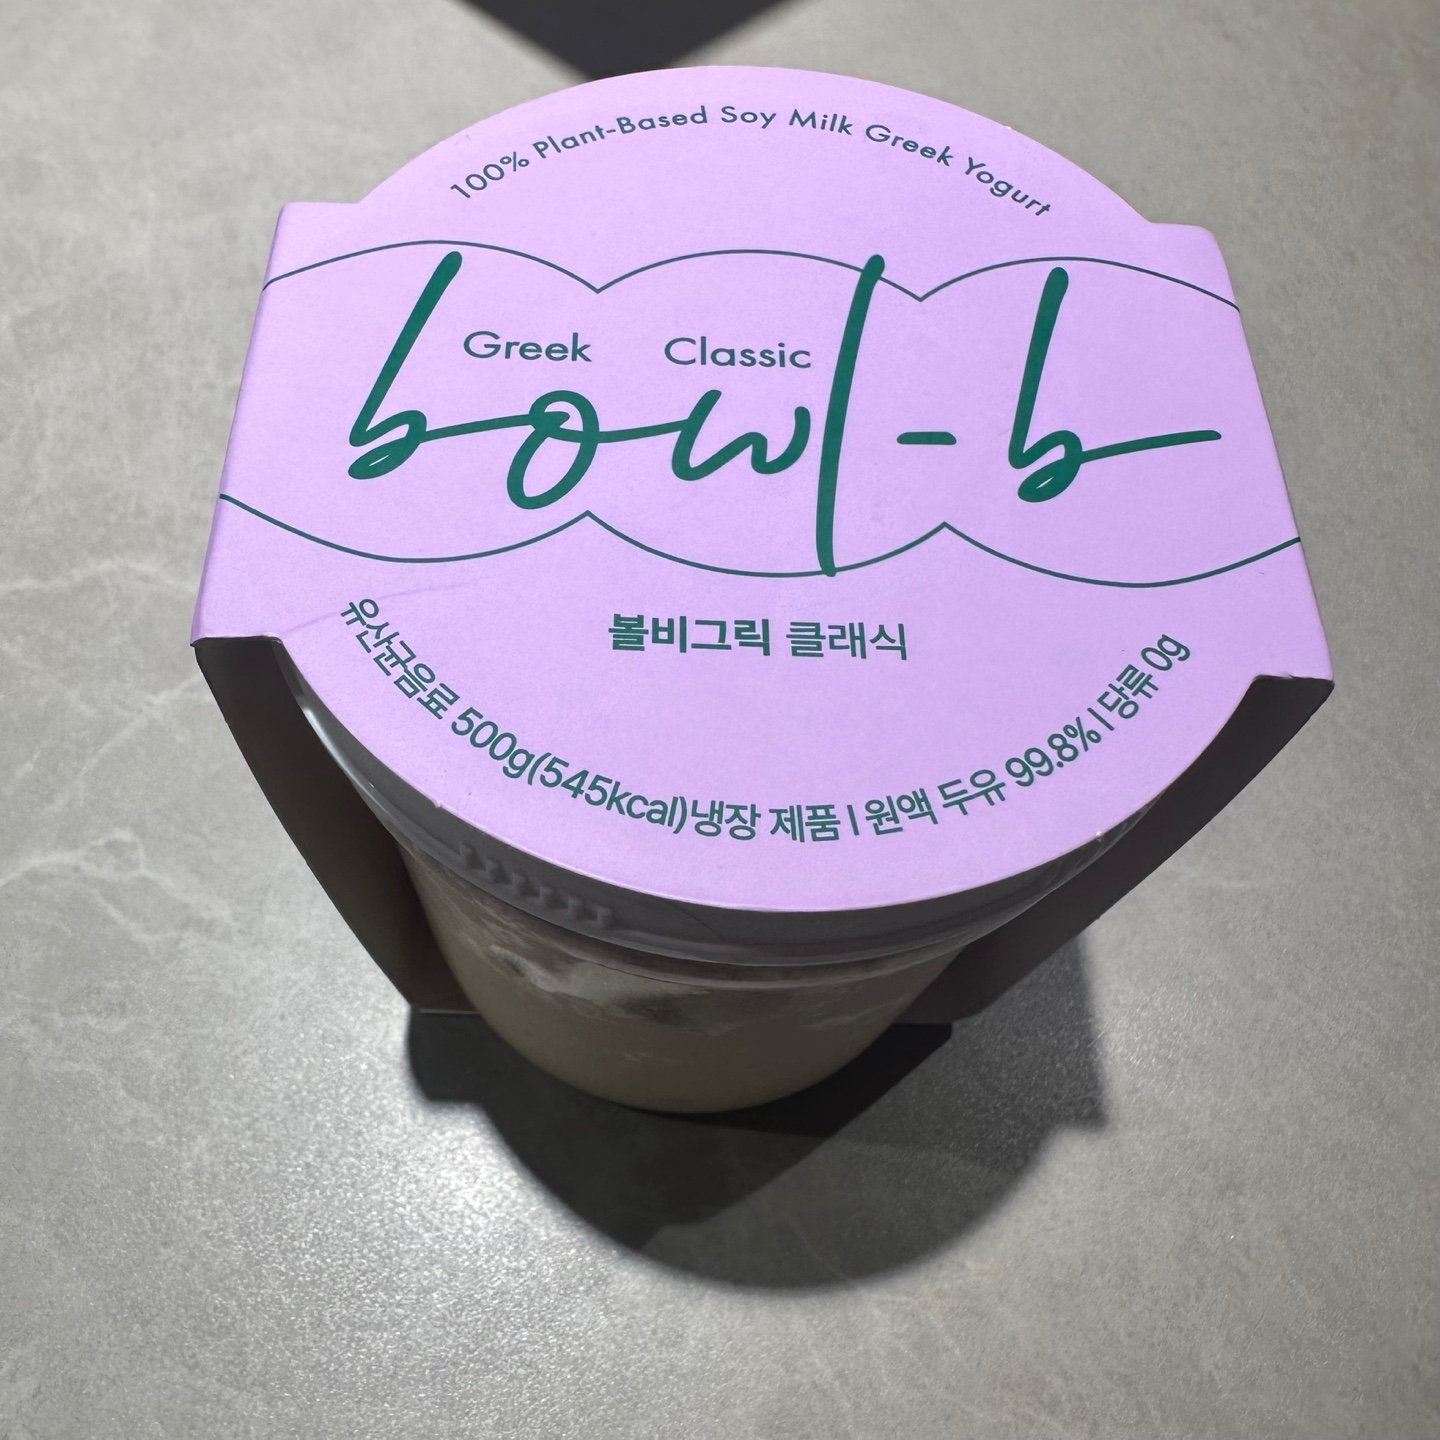 100% Plant-Based Soy Milk Greek Yogurt
Greek Classic
bowl-b
볼비그릭 클래식
유산균음료 500g(545kcal)냉장 제품 | 원액 두유 99.8% | 당류 0g